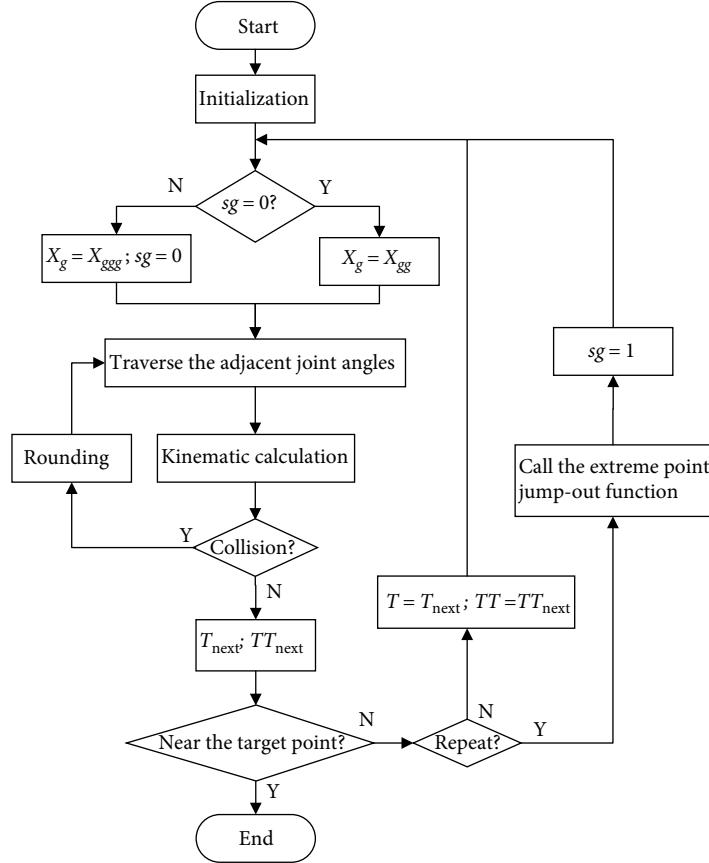 Start
Initialization
N
Y
sg = 0?
X_g = X_ggg; sg = 0
X_g = X_gg
Traverse the adjacent joint angles
sg = 1
Rounding
Kinematic calculation
Call the extreme point
jump-out function
Y
Collision?
N
T = T_next; TT = TT_next
T_next; TT_next
N
N
Y
Near the target point?
Repeat?
Y
End